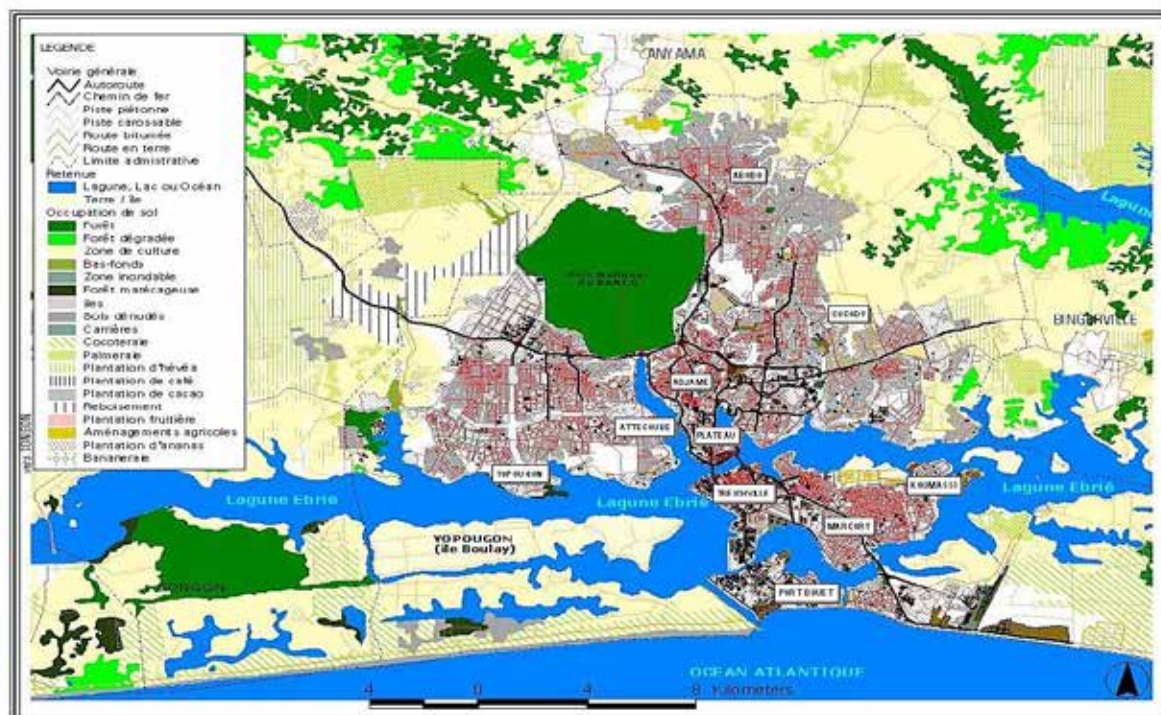 LEGENDE
Voirie générale
Autoroute
Chemin de fer
Piste piétonne
Piste carossable
Route bitumée
Route en terre
Limite admistrative
Retenue
Lagune, Lac ou Océan
Terre / île
Occupation de sol
Forêt
Forêt dégradée
Zone de culture
Bas-fonds
Zone inondable
Forêt marécageuse
Iles
Sols dénudés
Carrières
Cocoteraie
Palmeraie
Plantation d'hévéa
Plantation de café
Plantation de cacao
Reboisement
Plantation fruitière
Aménagements agricoles
Plantation d'ananas
Bananeraie
ANYAMA
ABOBO
Lagune
COCODY
BINGERVILLE
ADJAME
ATTECOUBE
PLATEAU
YOPOUGON
TREICHVILLE
KOUMASSI
MARCORY
Lagune Ebrié
Lagune Ebrié
Lagune Ebrié
YOPOUGON
(île Boulay)
SONGON
PORT BOUET
OCEAN ATLANTIQUE
4 0 4 8 Kilometers